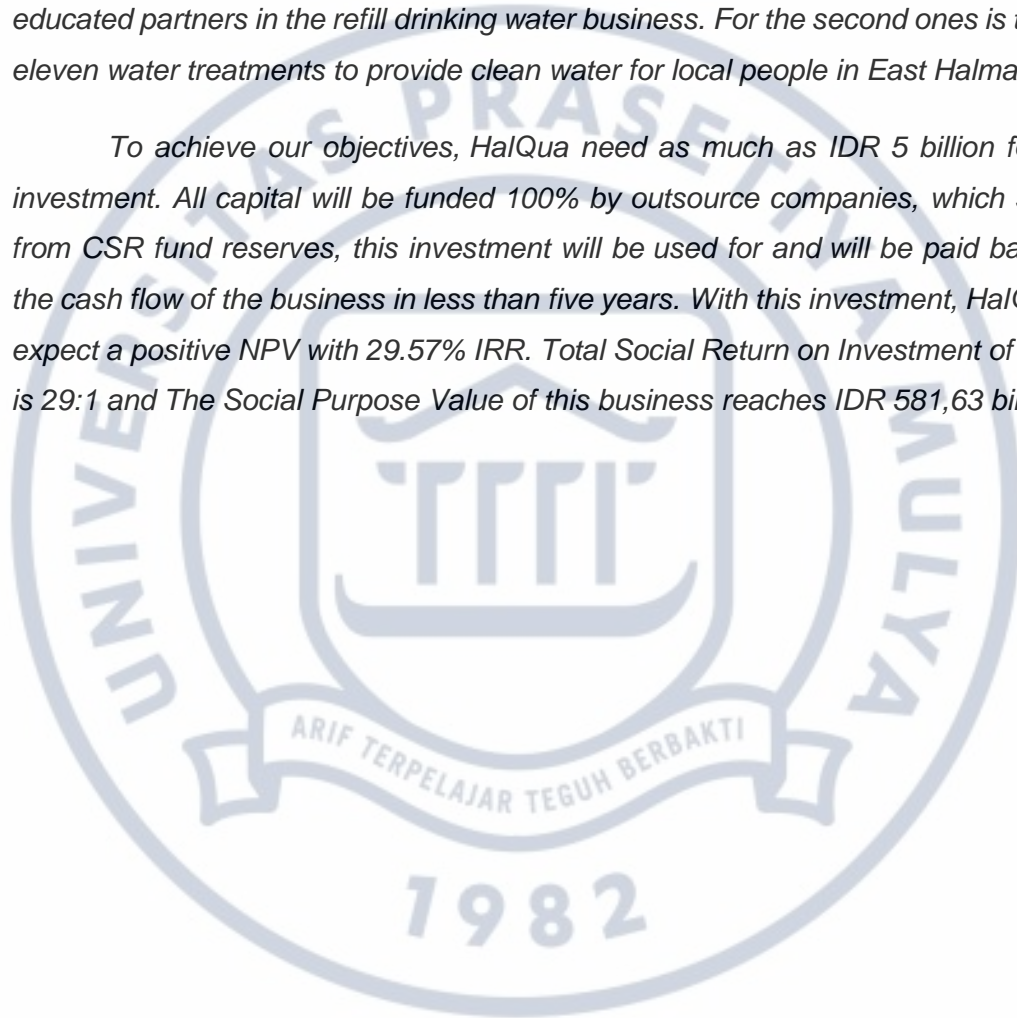 educated partners in the refill drinking water business. For the second ones is
eleven water treatments to provide clean water for local people in East
To achieve our objectives, HalQua need as much as IDR 5 billion
investment. All capital will be funded 100% by outsource companies, which
from CSR fund reserves, this investment will be used for and will be paid
the cash flow of the business in less than five years. With this investment,
expect a positive NPV with 29.57% IRR. Total Social Return on Investment of
is 29:1 and The Social Purpose Value of this business reaches IDR 581,63
UNIVERSITAS PRASETIYA MULYA
ARIF TERPELAJAR TEGUH BERBAKTI
1982